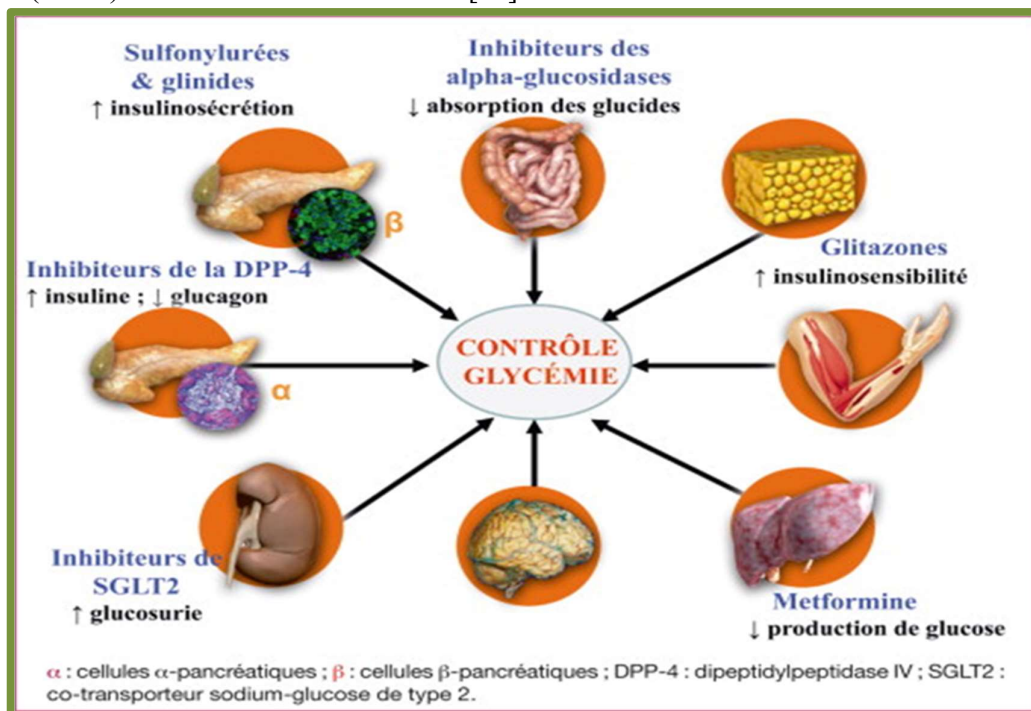 Sulfonylurées
& glinides
↑ insulinosécrétion
Inhibiteurs des
alpha-glucosidases
↓ absorption des glucides
β
Glitazones
↑ insulinosensibilité
Inhibiteurs de la DPP-4
↑ insuline ; ↓ glucagon
α
CONTRÔLE
GLYCÉMIE
Inhibiteurs de
SGLT2
↑ glucosurie
Metformine
↓ production de glucose
α : cellules α-pancréatiques ; β : cellules β-pancréatiques ; DPP-4 : dipeptidylpeptidase IV ; SGLT2 :
co-transporteur sodium-glucose de type 2.